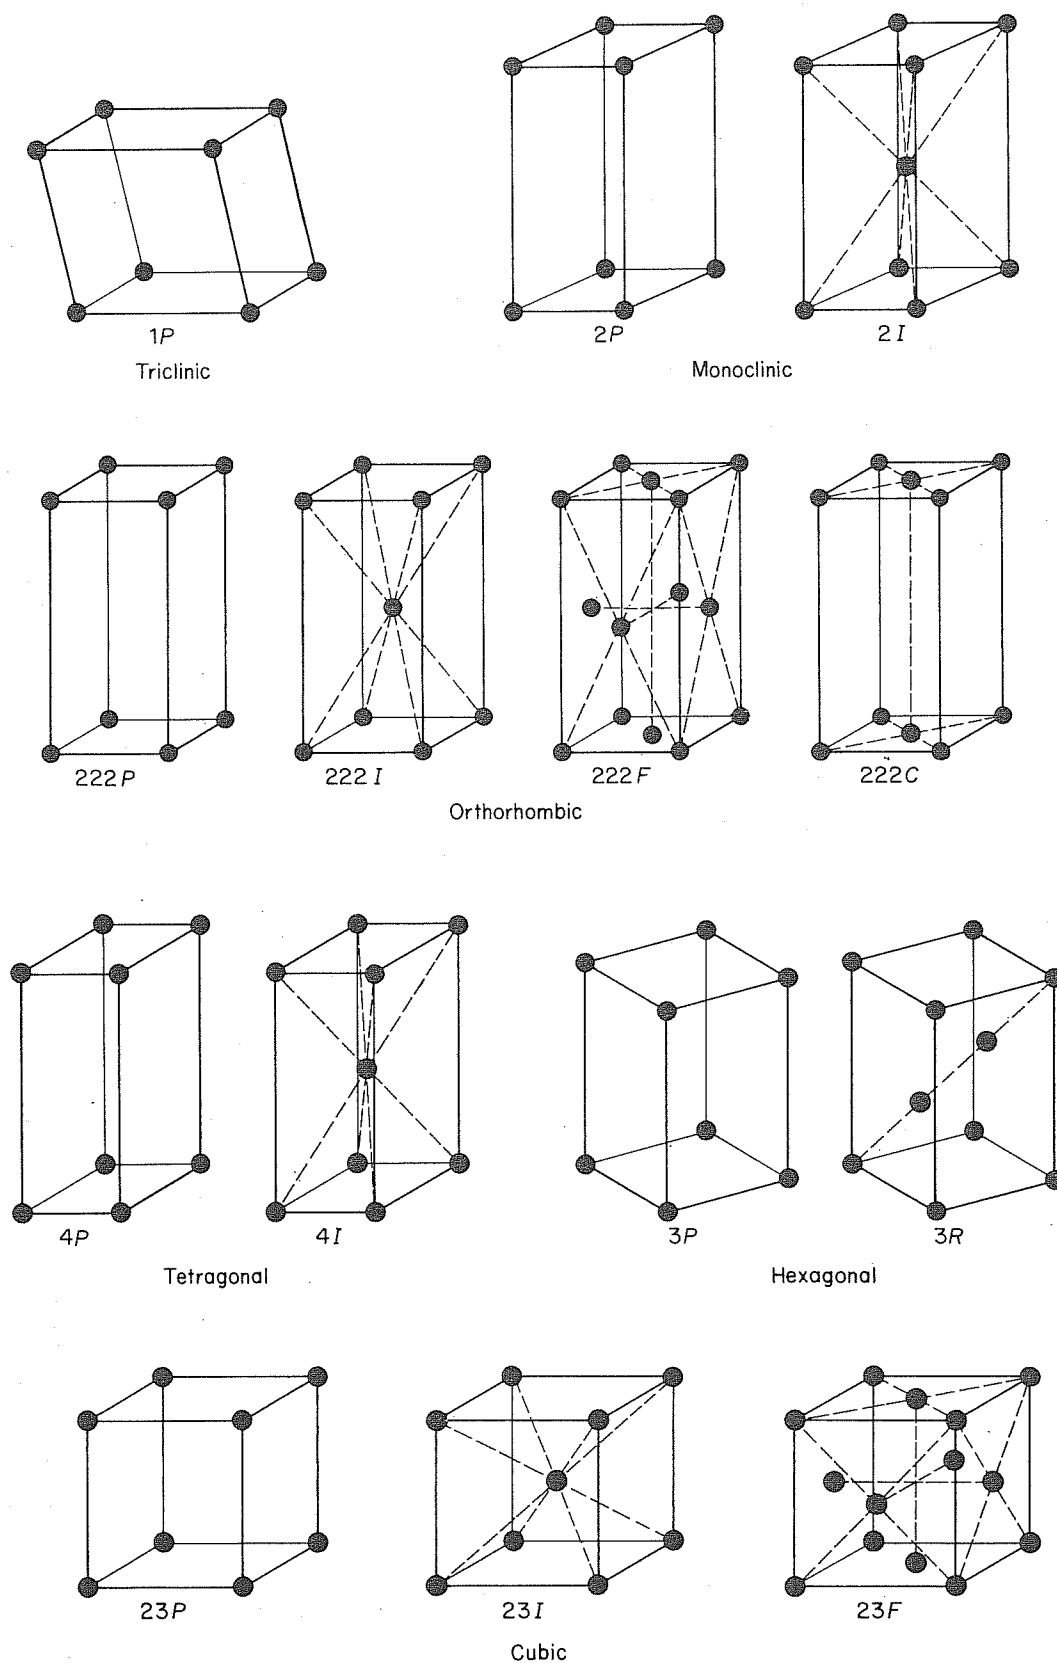 1P
2P
2I
Triclinic
Monoclinic
222P
222I
222F
222C
Orthorhombic
4P
4I
3P
3R
Tetragonal
Hexagonal
23P
23I
23F
Cubic